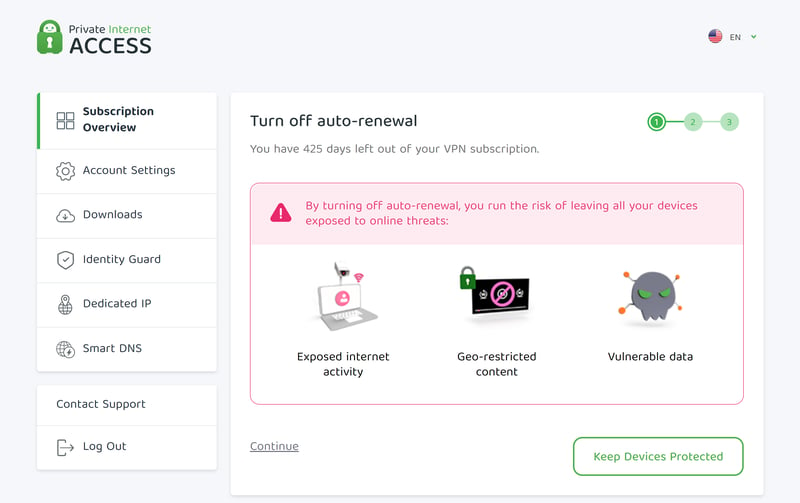 Private Internet
ACCESS
EN
Subscription
Overview
Account Settings
Downloads
Identity Guard
Dedicated IP
Smart DNS
Contact Support
Log Out
Turn off auto-renewal
1
2
3
You have 425 days left out of your VPN subscription.
By turning off auto-renewal, you run the risk of leaving all your devices
exposed to online threats:
Exposed internet
activity
Geo-restricted
content
Vulnerable data
Continue
Keep Devices Protected